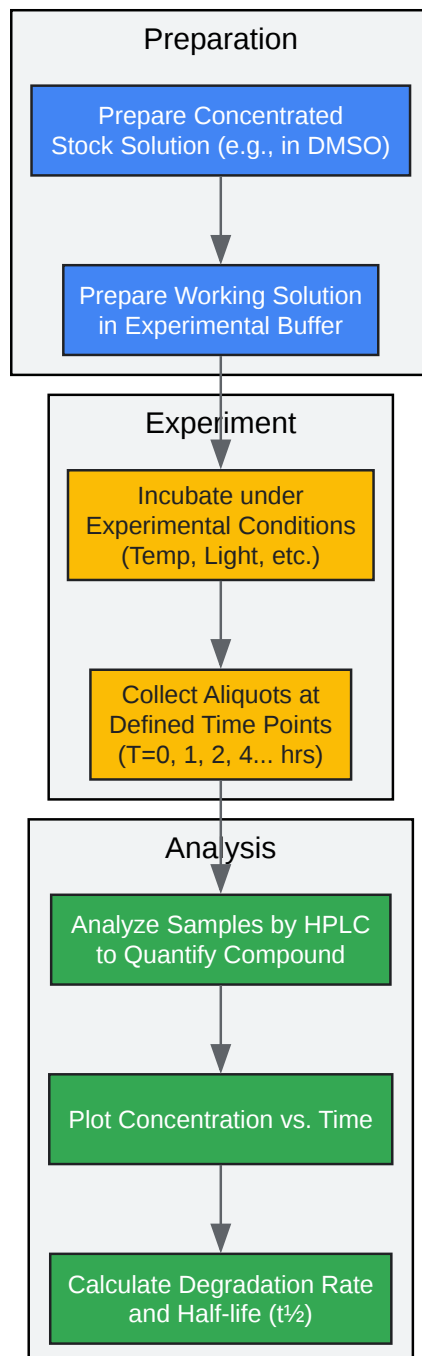 Preparation
Prepare Concentrated
Stock Solution (e.g., in DMSO)
Prepare Working Solution
in Experimental Buffer
Experiment
Incubate under
Experimental Conditions
(Temp, Light, etc.)
Collect Aliquots at
Defined Time Points
(T=0, 1, 2, 4... hrs)
Analysis
Analyze Samples by HPLC
to Quantify Compound
Plot Concentration vs. Time
Calculate Degradation Rate
and Half-life (t½)